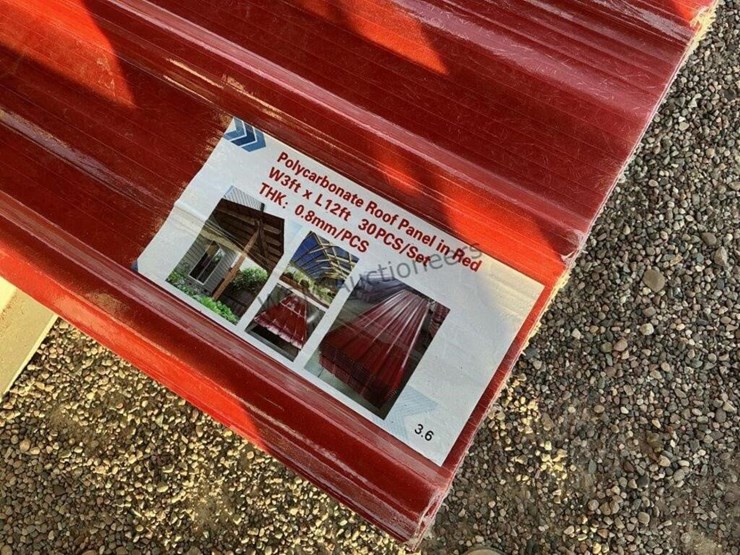 Polycarbonate Roof Panel in Red
W3ft x L12ft 30PCS/Set
THK: 0.8mm/PCS
3.6